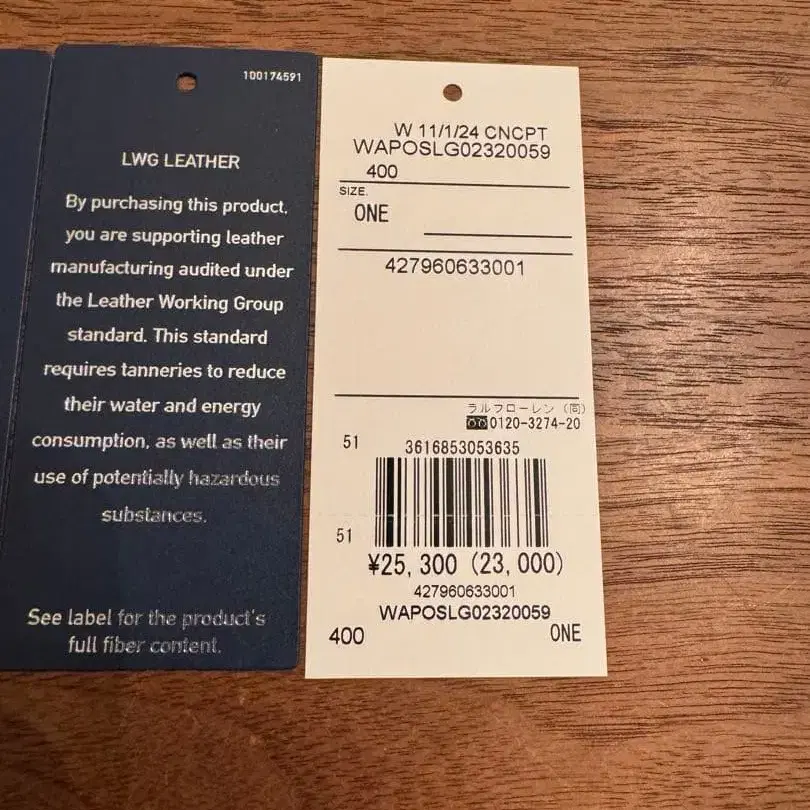 100174591
LWG LEATHER
By purchasing this product,
you are supporting leather
manufacturing audited under
the Leather Working Group
standard. This standard
requires tanneries to reduce
their water and energy
consumption, as well as their
use of potentially hazardous
substances.
See label for the product's
full fiber content.
W 11/1/24 CNCPT
WAPOSLG02320059
400
SIZE.
ONE
427960633001
ラルフローレン (同)
0120-3274-20
51
3616853053635
51
¥25, 300 (23, 000)
427960633001
WAPOSLG02320059
400
ONE